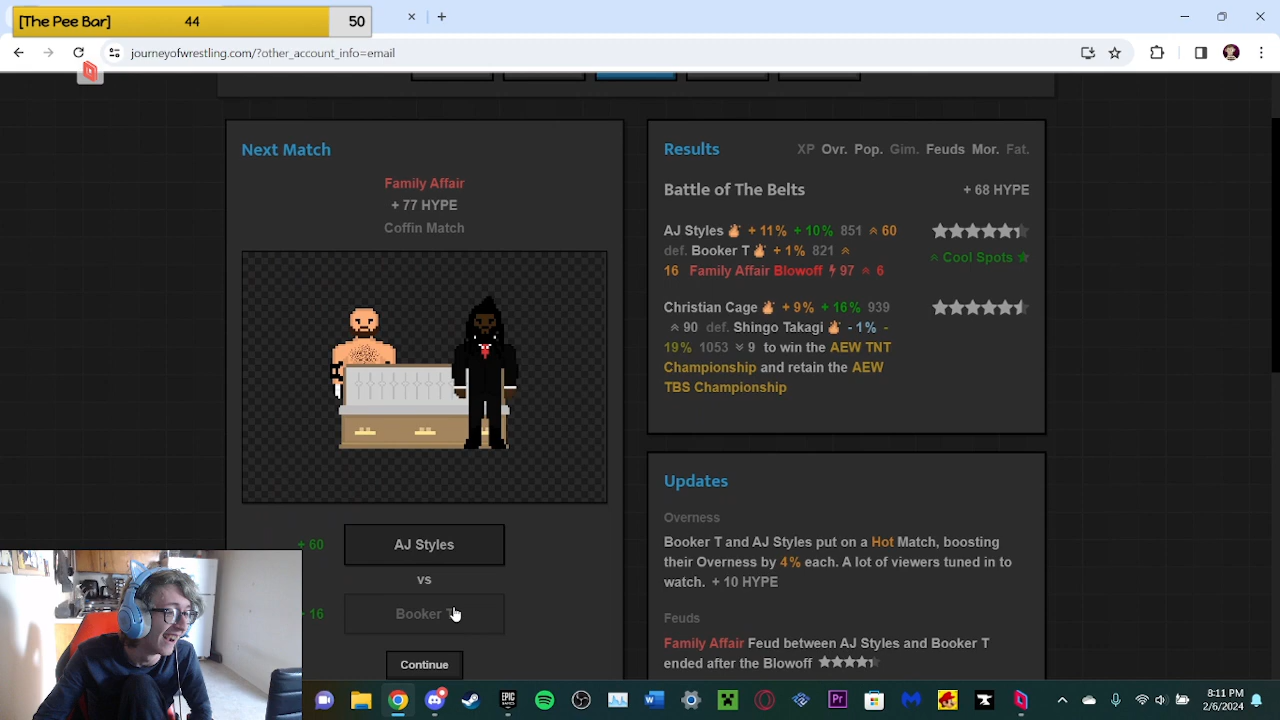 [The Pee Bar] 44 50
journeyofwrestling.com/?other_account_info=email
Next Match
Family Affair
+ 77 HYPE
Coffin Match
+ 60 AJ Styles
vs
16 Booker T
Continue
Results XP Ovr. Pop. Gim. Feuds Mor. Fat.
Battle of The Belts + 68 HYPE
AJ Styles + 11% + 10% 851 60
def. Booker T + 1% 821
16 Family Affair Blowoff 97 6
Cool Spots
Christian Cage + 9% + 16% 939
90 def. Shingo Takagi - 1% -
19% 1053 9 to win the AEW TNT
Championship and retain the AEW
TBS Championship
Updates
Overness
Booker T and AJ Styles put on a Hot Match, boosting
their Overness by 4% each. A lot of viewers tuned in to
watch. + 10 HYPE
Feuds
Family Affair Feud between AJ Styles and Booker T
ended after the Blowoff
EPIC GAMES
W
Pr
8:11 PM
2/6/2024